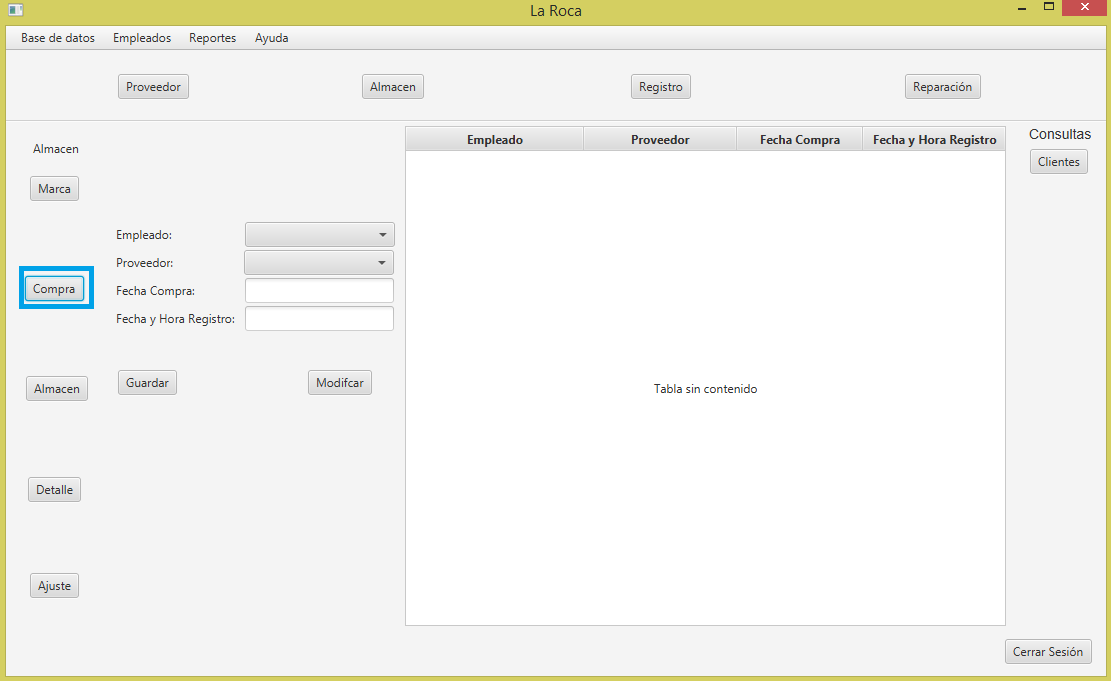 La Roca
Base de datos Empleados Reportes Ayuda
Proveedor Almacen Registro Reparación
Almacen
Marca
Compra
Almacen
Detalle
Ajuste
Empleado:
Proveedor:
Fecha Compra:
Fecha y Hora Registro:
Guardar Modifcar
Empleado Proveedor Fecha Compra Fecha y Hora Registro
Tabla sin contenido
Consultas
Clientes
Cerrar Sesión